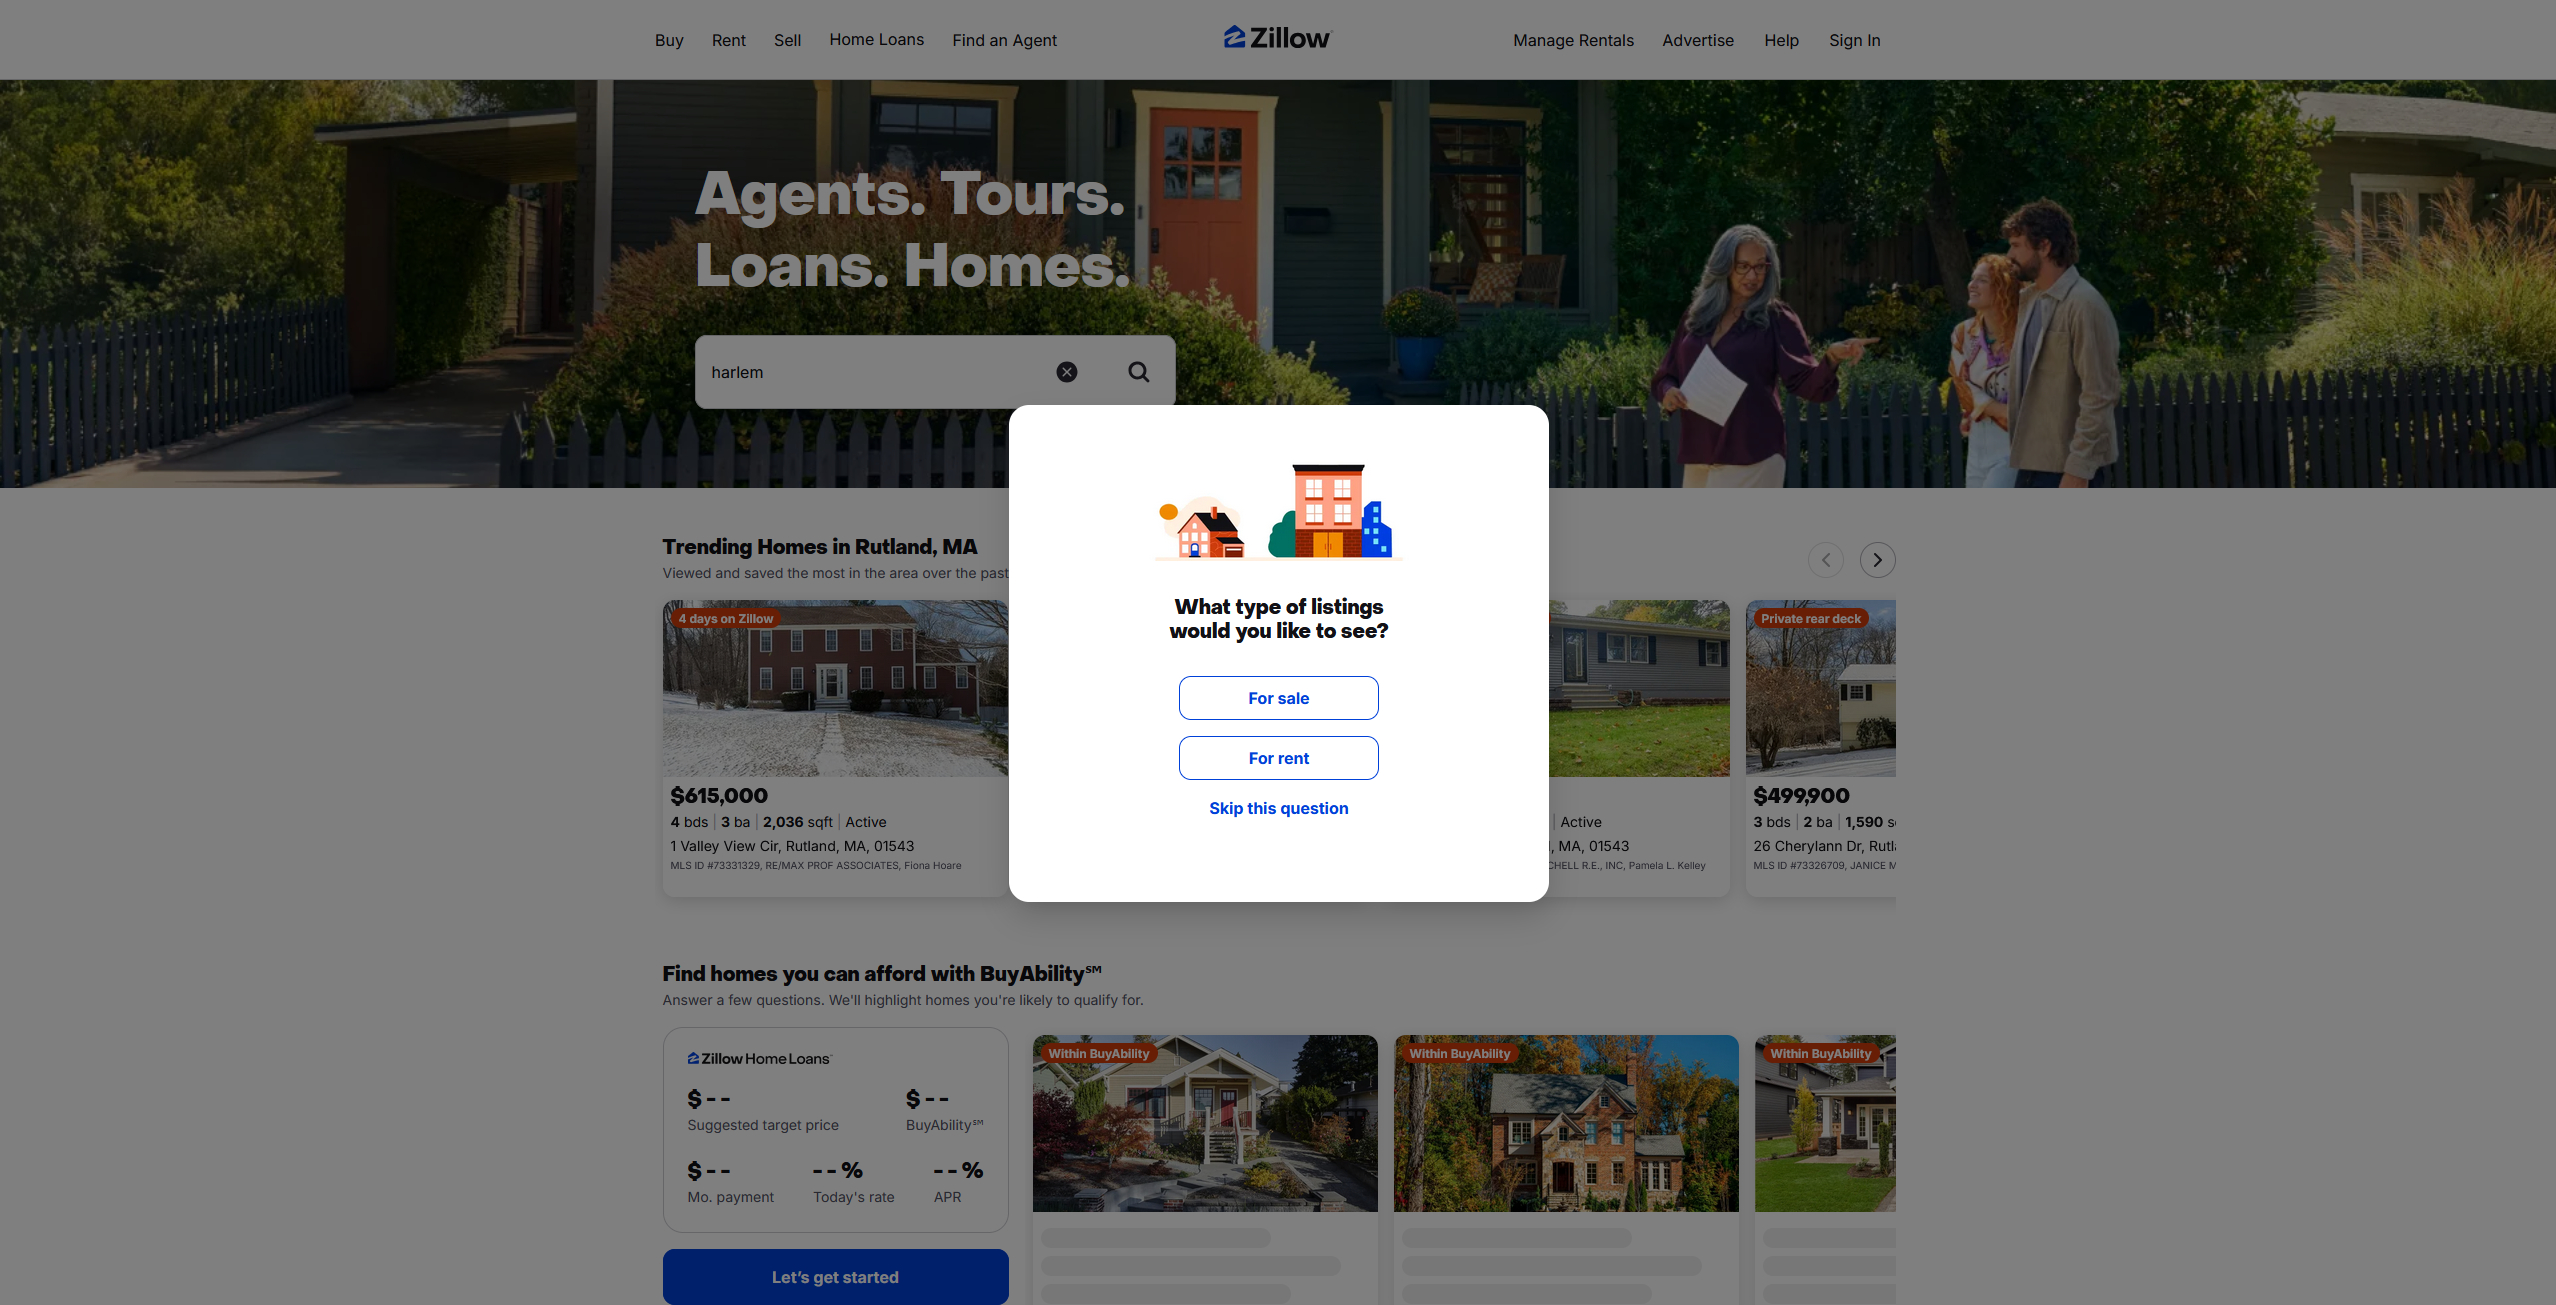 Buy Rent Sell Home Loans Find an Agent
Zillow
Manage Rentals Advertise Help Sign In
Agents. Tours.
Loans. Homes.
harlem
What type of listings
would you like to see?
For sale
For rent
Skip this question
Trending Homes in Rutland, MA
Viewed and saved the most in the area over the past
4 days on Zillow
$615,000
4 bds | 3 ba | 2,036 sqft | Active
1 Valley View Cir, Rutland, MA, 01543
MLS ID #73331329, RE/MAX PROF ASSOCIATES, Fiona Hoare
| Active
, MA, 01543
CHELL R.E., INC, Pamela L. Kelley
Private rear deck
$499,900
3 bds | 2 ba | 1,590
26 Cherylann Dr, Rutl
MLS ID #73326709, JANICE M
Find homes you can afford with BuyAbility℠
Answer a few questions. We'll highlight homes you're likely to qualify for.
Zillow Home Loans
$ - -
Suggested target price
$ - -
BuyAbility℠
$ - -
Mo. payment
- - %
Today's rate
- - %
APR
Let's get started
Within BuyAbility
Within BuyAbility
Within BuyAbility